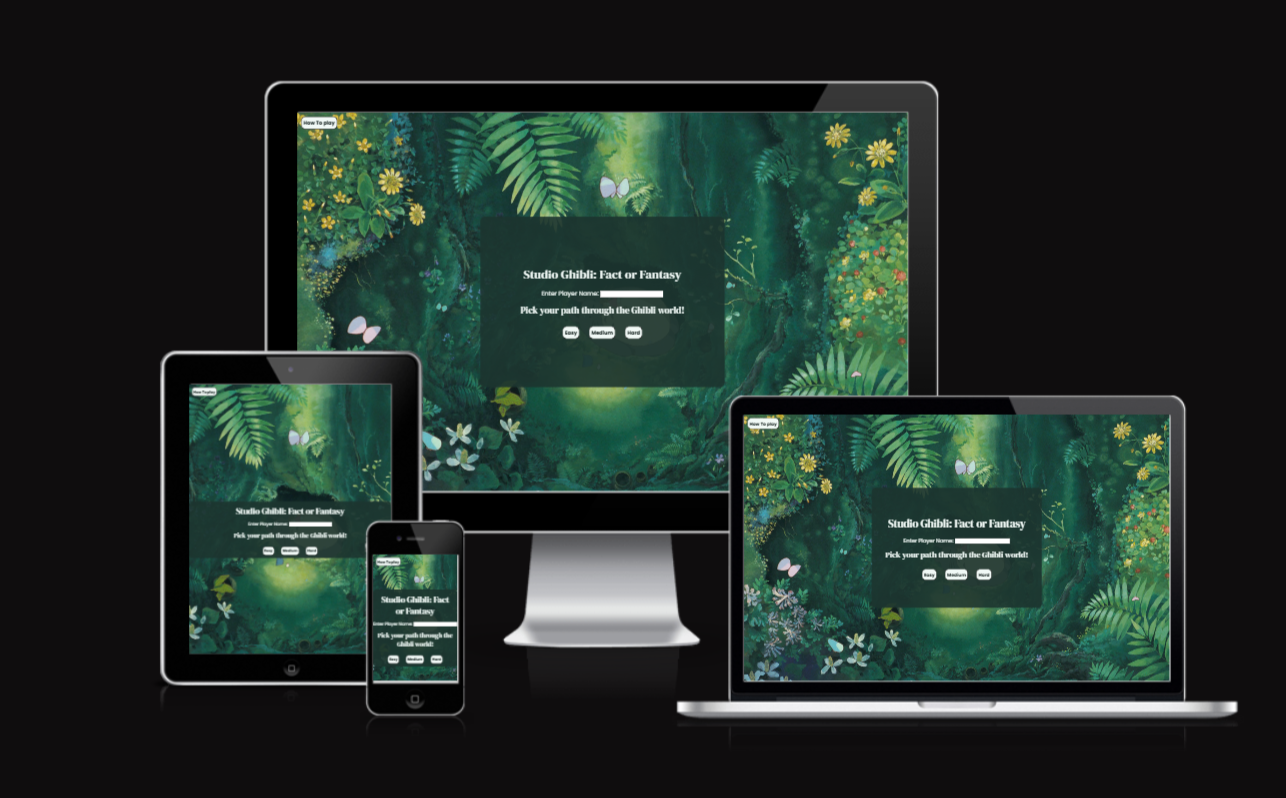 How To play
Studio Ghibli: Fact or Fantasy
Enter Player Name:
Pick your path through the Ghibli world!
Easy Medium Hard
How To play
Studio Ghibli: Fact or Fantasy
Enter Player Name:
Pick your path through the Ghibli world!
Easy Medium Hard
How To play
Studio Ghibli: Fact
or Fantasy
Enter Player Name:
Pick your path through the
Ghibli world!
Easy Medium Hard
How To play
Studio Ghibli: Fact or Fantasy
Enter Player Name:
Pick your path through the Ghibli world!
Easy Medium Hard